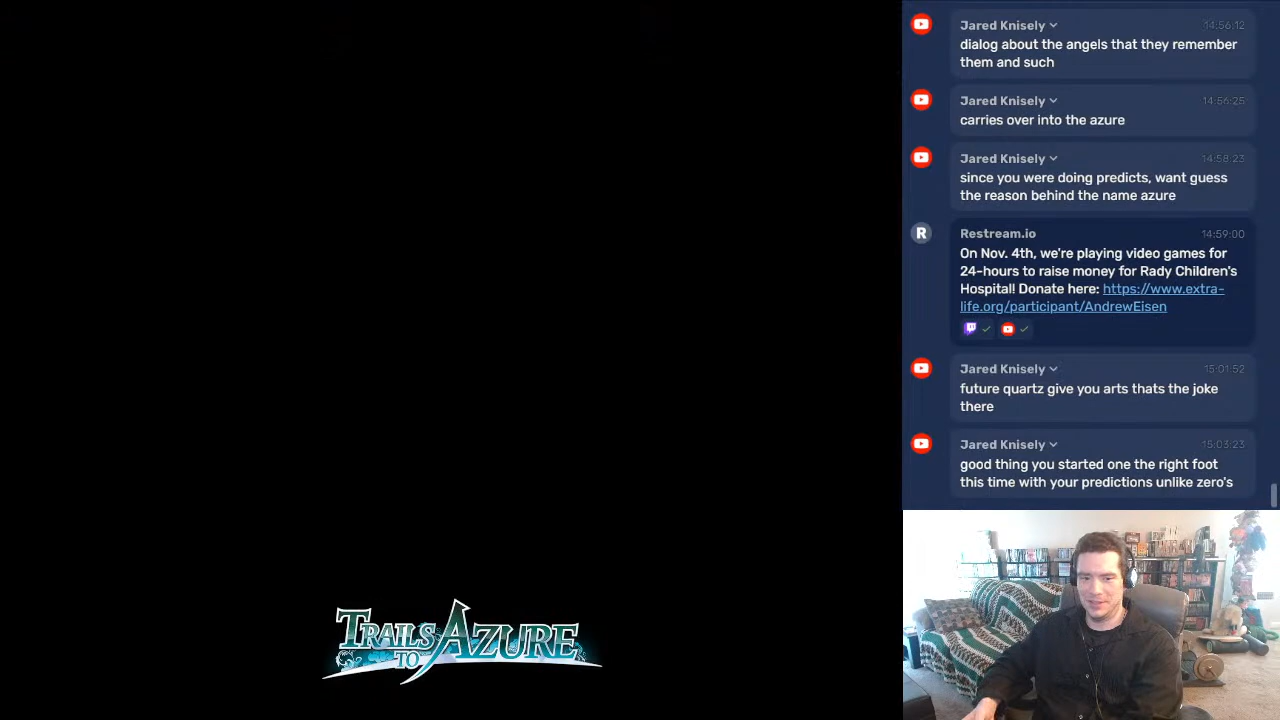 Jared Knisely 14:56:12
dialog about the angels that they remember
them and such
Jared Knisely 14:56:25
carries over into the azure
Jared Knisely 14:58:23
since you were doing predicts, want guess
the reason behind the name azure
R
Restream.io 14:59:00
On Nov. 4th, we're playing video games for
24-hours to raise money for Rady Children's
Hospital! Donate here: https://www.extra-
life.org/participant/AndrewEisen
Jared Knisely 15:01:52
future quartz give you arts thats the joke
there
Jared Knisely 15:03:23
good thing you started one the right foot
this time with your predictions unlike zero's
TRAILS
TO AZURE